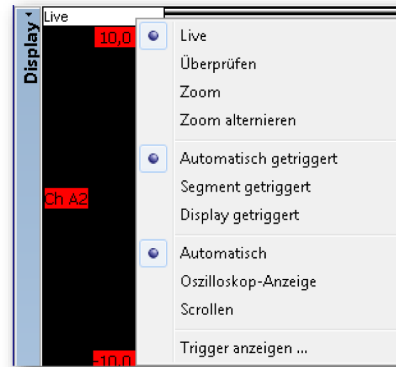 Display
Live
10,0
Ch A2
-10,0
Live
Überprüfen
Zoom
Zoom alternieren
Automatisch getriggert
Segment getriggert
Display getriggert
Automatisch
Oszilloskop-Anzeige
Scrollen
Trigger anzeigen ...